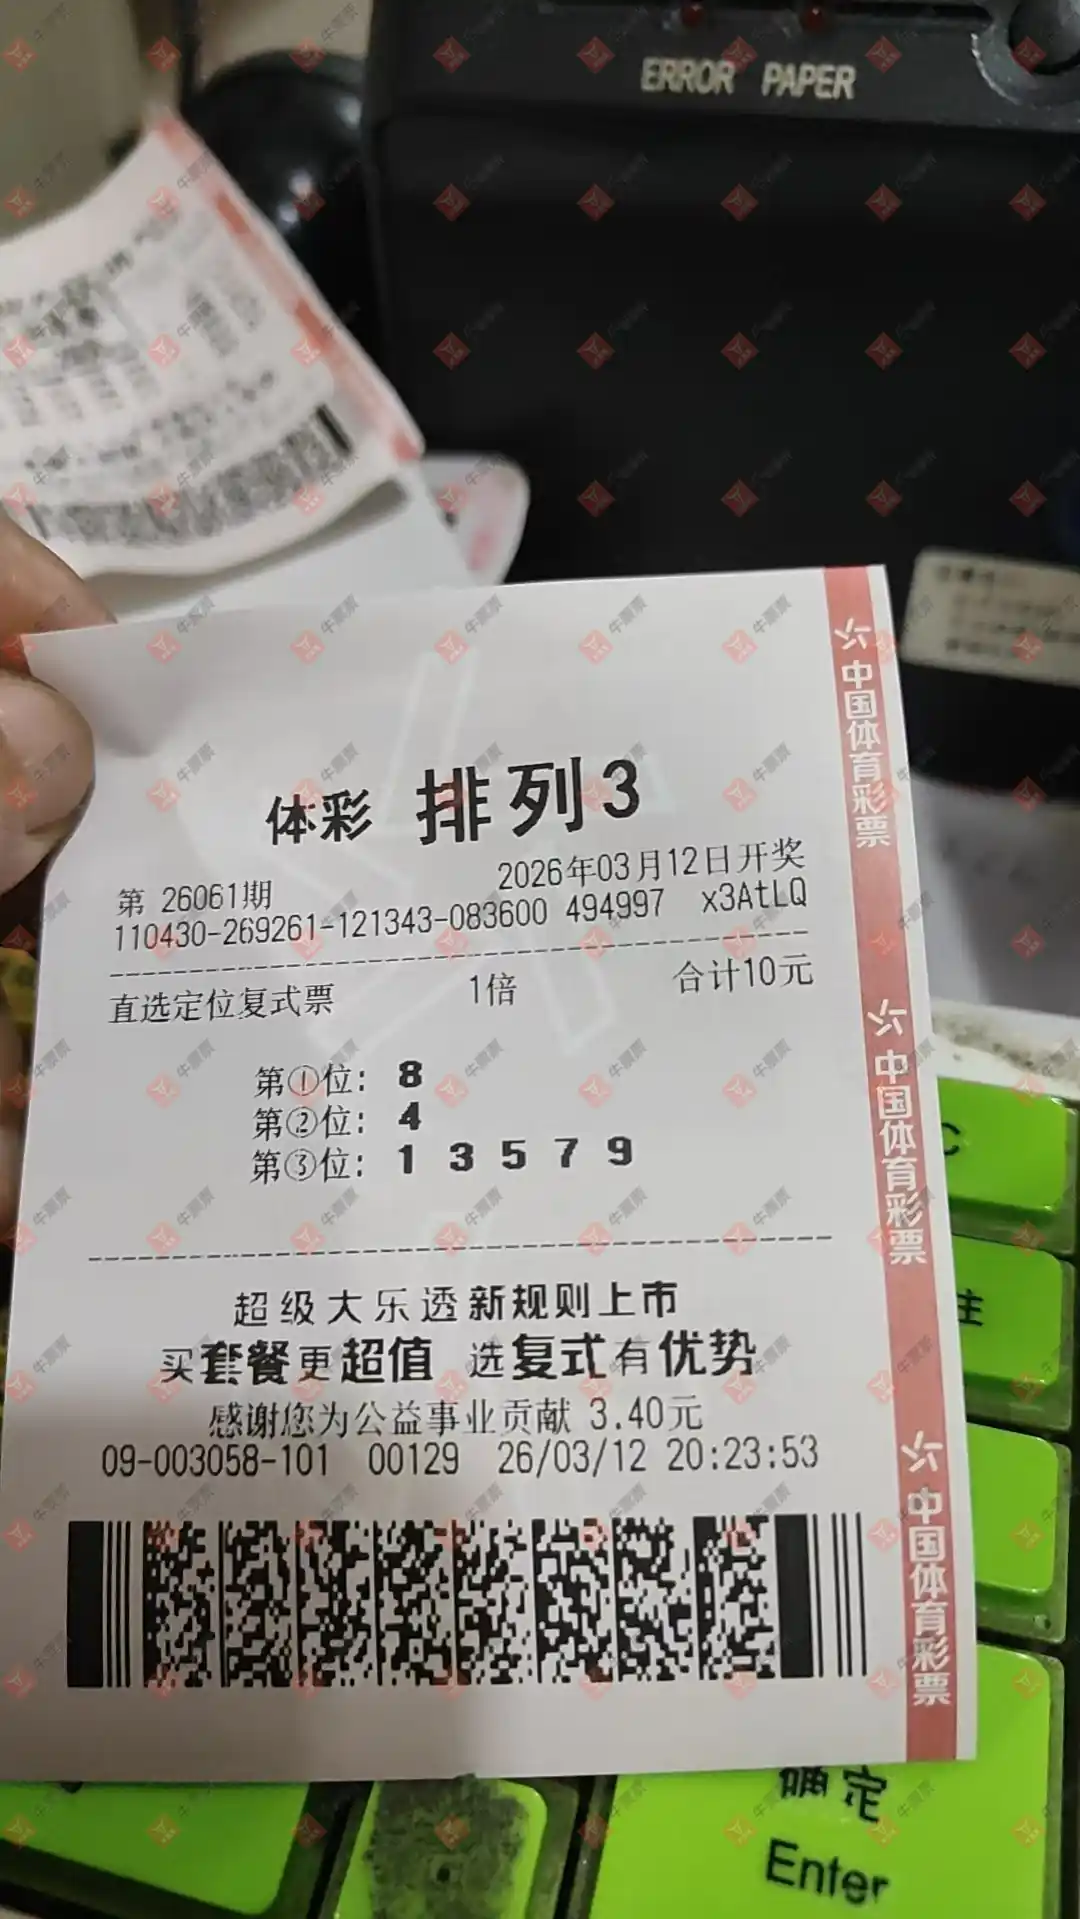 ERROR PAPER
体彩 排列3
第 26061期 2026年03月12日开奖
110430-269261-121343-083600 494997 x3AtLQ
直选定位复式票 1倍 合计10元
第①位: 8
第②位: 4
第③位: 1 3 5 7 9
超级大乐透新规则上市
买套餐更超值 选复式有优势
感谢您为公益事业贡献 3.40元
09-003058-101 00129 26/03/12 20:23:53
中国体育彩票
中国体育彩票
中国体育彩票
C
主
确定
Enter
牛票票